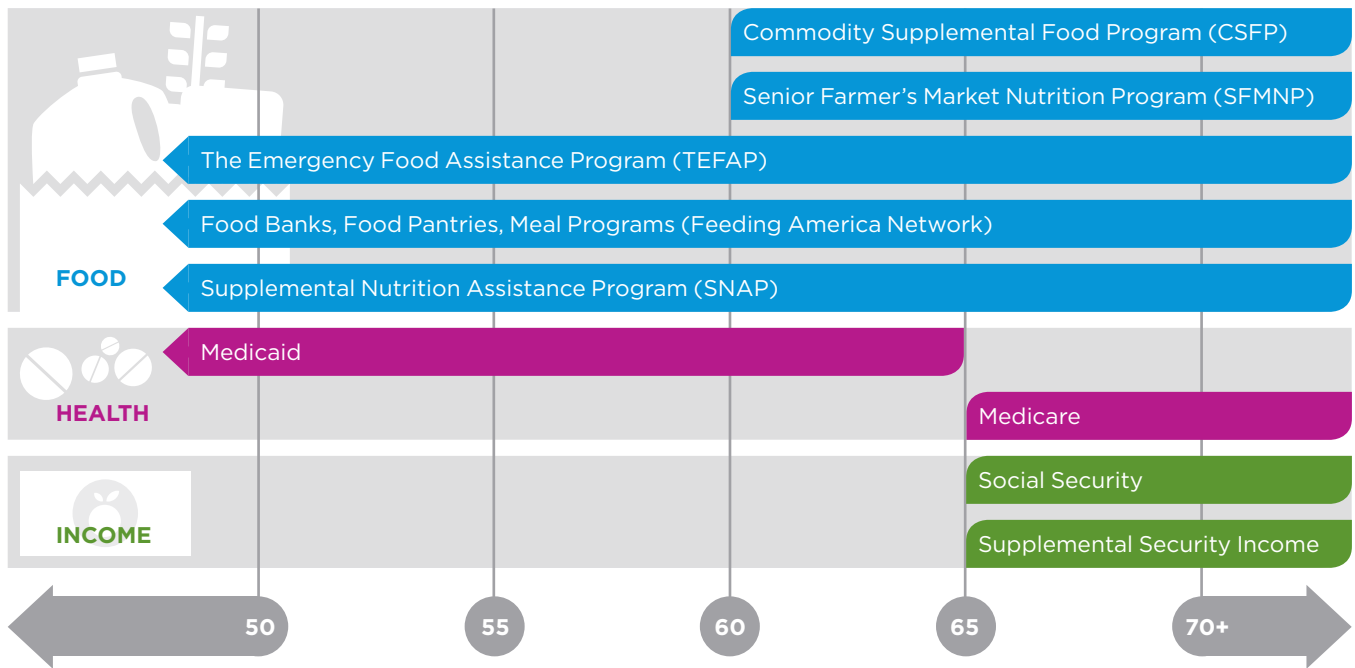 Commodity Supplemental Food Program (CSFP)
Senior Farmer’s Market Nutrition Program (SFMNP)
The Emergency Food Assistance Program (TEFAP)
Food Banks, Food Pantries, Meal Programs (Feeding America Network)
FOOD
Supplemental Nutrition Assistance Program (SNAP)
Medicaid
HEALTH
Medicare
Social Security
INCOME
Supplemental Security Income
50
55
60
65
70+